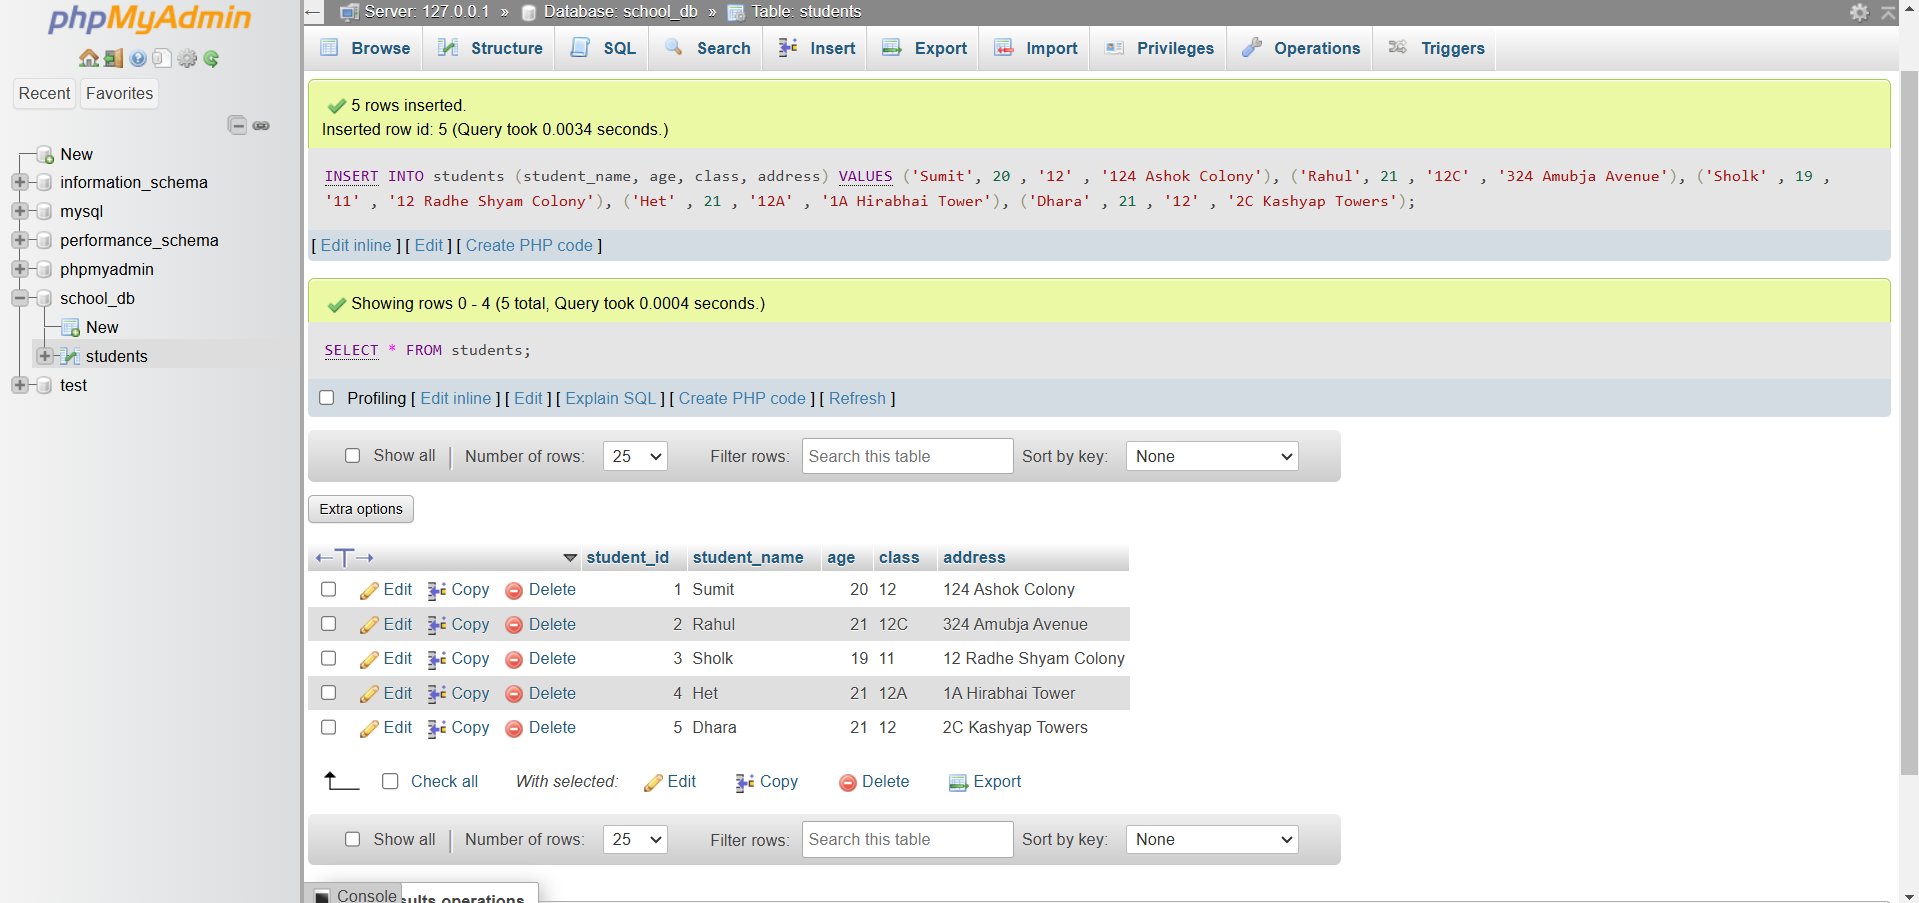 phpMyAdmin
Recent Favorites
New
information_schema
mysql
performance_schema
phpmyadmin
school_db
New
students
test
Server: 127.0.0.1 » Database: school_db » Table: students
Browse Structure SQL Search Insert Export Import Privileges Operations Triggers
5 rows inserted.
Inserted row id: 5 (Query took 0.0034 seconds.)
INSERT INTO students (student_name, age, class, address) VALUES ('Sumit', 20 , '12' , '124 Ashok Colony'), ('Rahul', 21 , '12C' , '324 Amubja Avenue'), ('Sholk' , 19 ,
'11' , '12 Radhe Shyam Colony'), ('Het' , 21 , '12A' , '1A Hirabhai Tower'), ('Dhara' , 21 , '12' , '2C Kashyap Towers');
[ Edit inline ] [ Edit ] [ Create PHP code ]
Showing rows 0 - 4 (5 total, Query took 0.0004 seconds.)
SELECT * FROM students;
Profiling [ Edit inline ] [ Edit ] [ Explain SQL ] [ Create PHP code ] [ Refresh ]
Show all Number of rows: 25 Filter rows: Search this table Sort by key: None
Extra options
student_id student_name age class address
Edit Copy Delete 1 Sumit 20 12 124 Ashok Colony
Edit Copy Delete 2 Rahul 21 12C 324 Amubja Avenue
Edit Copy Delete 3 Sholk 19 11 12 Radhe Shyam Colony
Edit Copy Delete 4 Het 21 12A 1A Hirabhai Tower
Edit Copy Delete 5 Dhara 21 12 2C Kashyap Towers
Check all With selected: Edit Copy Delete Export
Show all Number of rows: 25 Filter rows: Search this table Sort by key: None
Console
operations